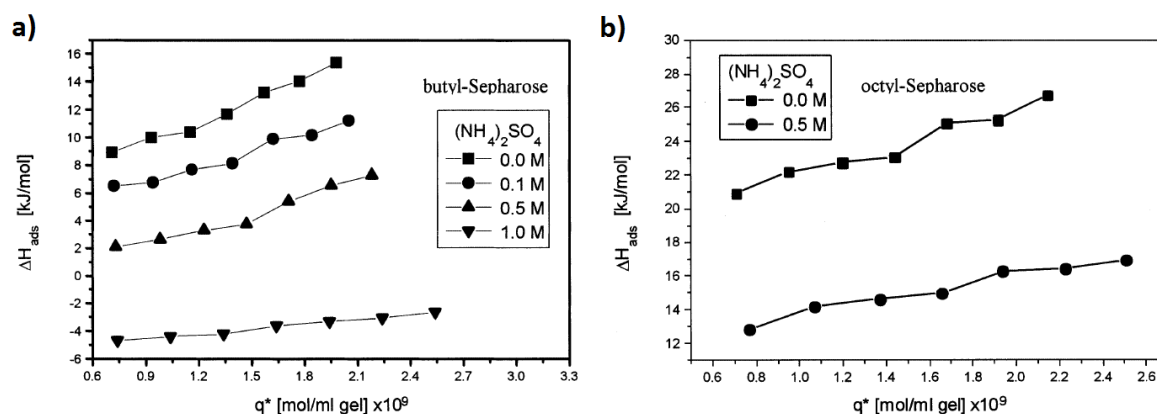 a)
16
14
12
10
8
6
4
2
0
-2
-4
-6
ΔH_ads [kJ/mol]
butyl-Sepharose
(NH₄)₂SO₄
0.0 M
0.1 M
0.5 M
1.0 M
0.6 0.9 1.2 1.5 1.8 2.1 2.4 2.7 3.0 3.3
q* [mol/ml gel] x10⁹
b)
30
28
26
24
22
20
18
16
14
12
ΔH_ads [kJ/mol]
(NH₄)₂SO₄
0.0 M
0.5 M
octyl-Sepharose
0.6 0.8 1.0 1.2 1.4 1.6 1.8 2.0 2.2 2.4 2.6
q* [mol/ml gel] x10⁹